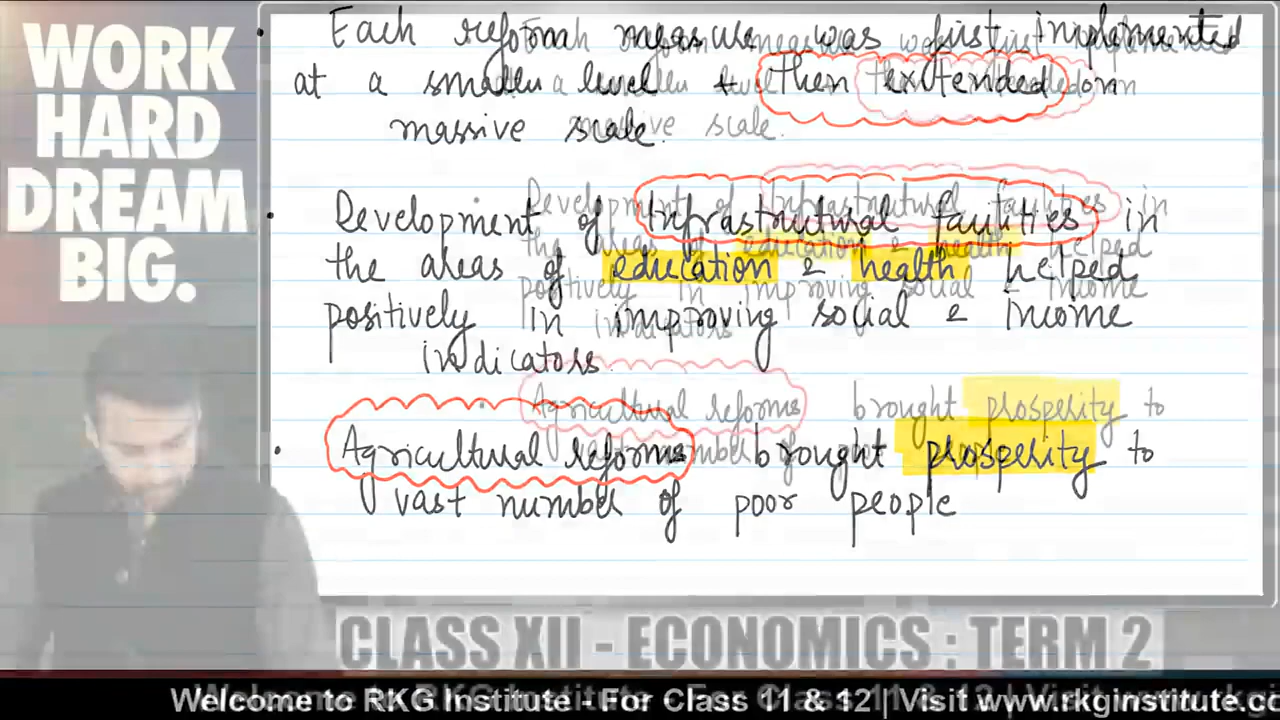 WORK
HARD
DREAM
BIG.
• Each reform measure was first implemented
at a smaller level & then extended on
massive scale.
• Development of Infrastructural facilities in
the areas of education & health helped
positively in improving social & Income
indicators.
• Agricultural reforms brought prosperity to
vast number of poor people
CLASS XII - ECONOMICS : TERM 2
Welcome to RKG Institute - For Class 11 & 12 | Visit www.rkginstitute.co